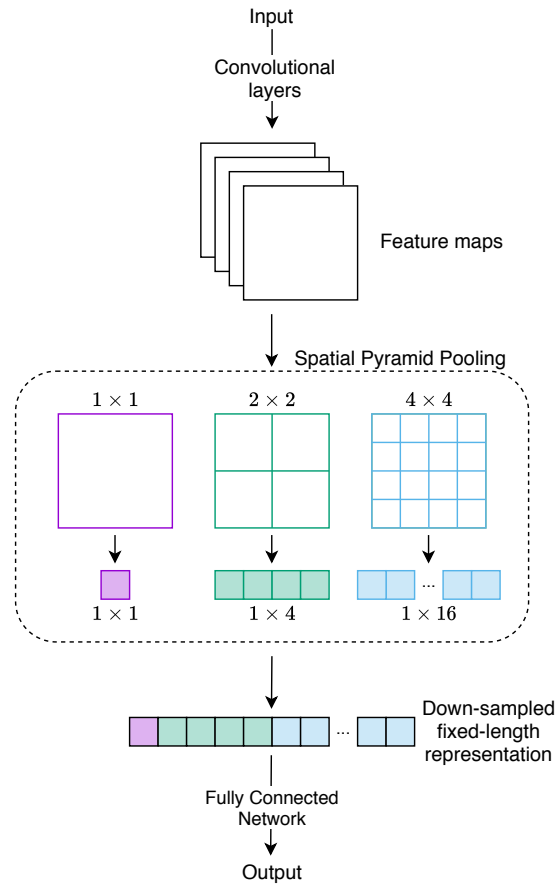 Input
Convolutional
layers
Feature maps
Spatial Pyramid Pooling
1 × 1
2 × 2
4 × 4
...
1 × 1
1 × 4
1 × 16
...
Down-sampled
fixed-length
representation
Fully Connected
Network
Output